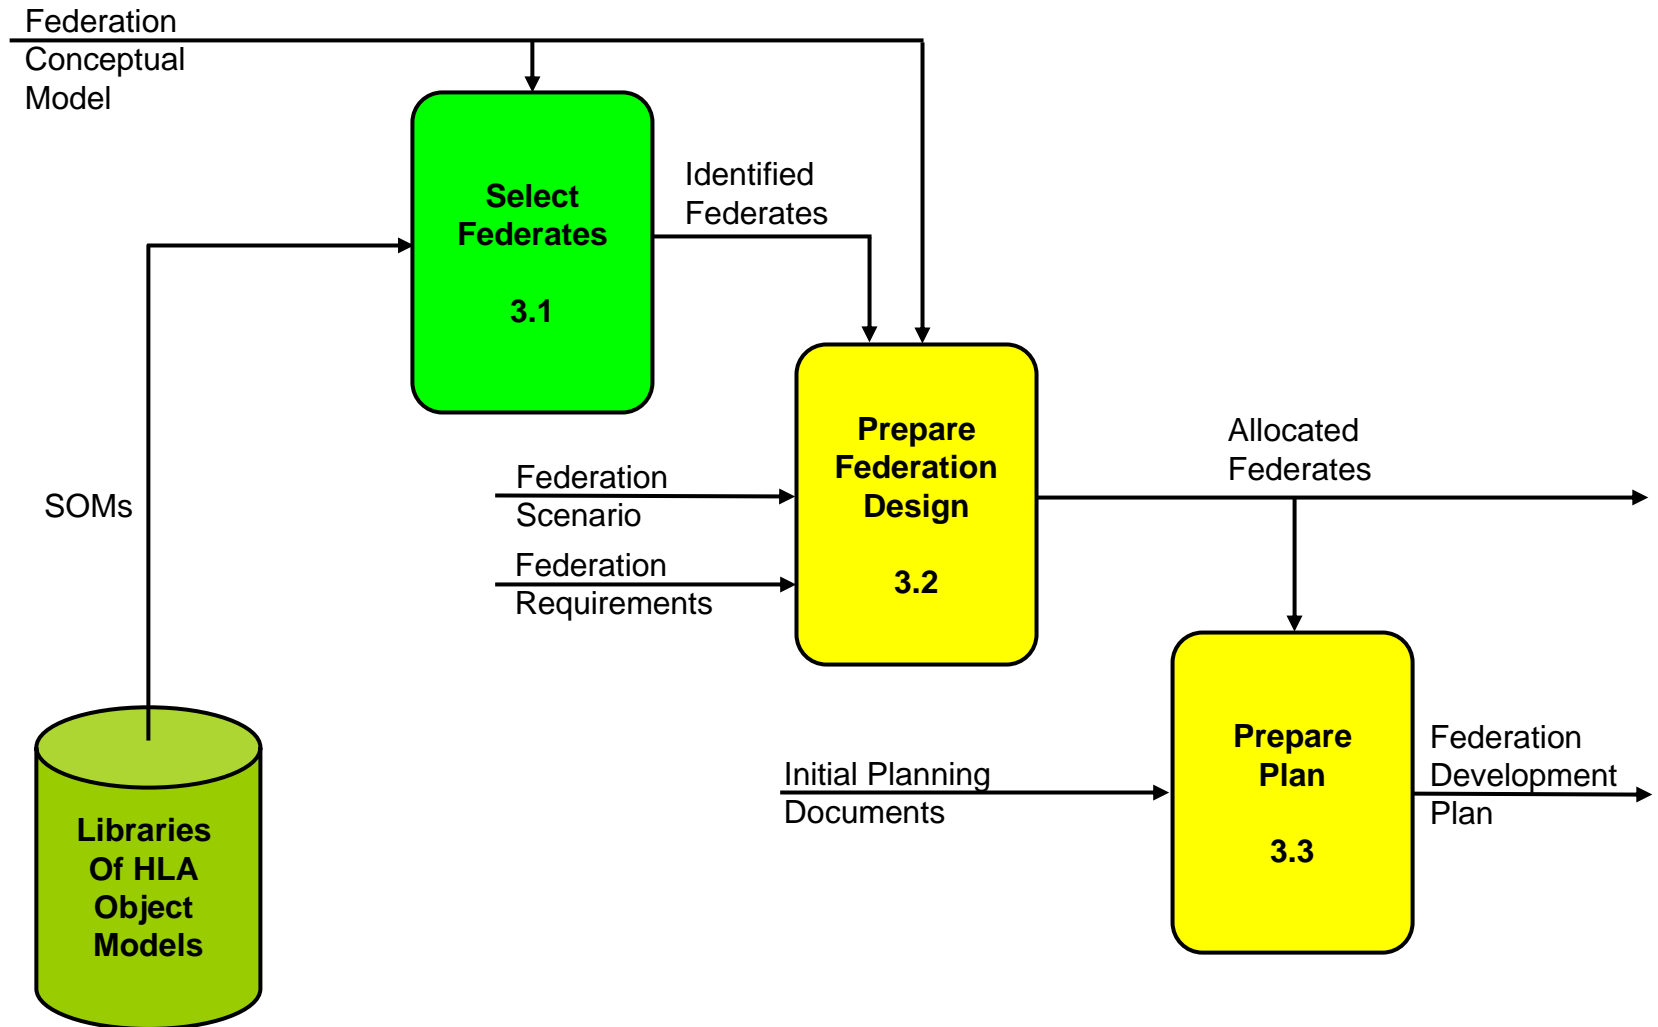 Federation
Conceptual
Model
Select
Federates
3.1
Identified
Federates
SOMs
Federation
Scenario
Federation
Requirements
Prepare
Federation
Design
3.2
Allocated
Federates
Initial Planning
Documents
Prepare
Plan
3.3
Federation
Development
Plan
Libraries
Of HLA
Object
Models